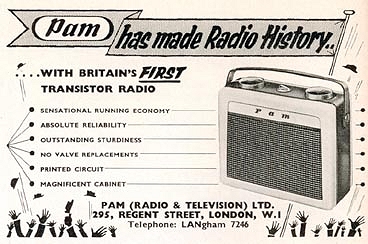 Pam has made Radio History..
....WITH BRITAIN'S FIRST
TRANSISTOR RADIO
SENSATIONAL RUNNING ECONOMY
ABSOLUTE RELIABILITY
OUTSTANDING STURDINESS
NO VALVE REPLACEMENTS
PRINTED CIRCUIT
MAGNIFICENT CABINET
Pam
PAM (RADIO & TELEVISION) LTD.
295, REGENT STREET, LONDON, W.1
Telephone: LANgham 7246